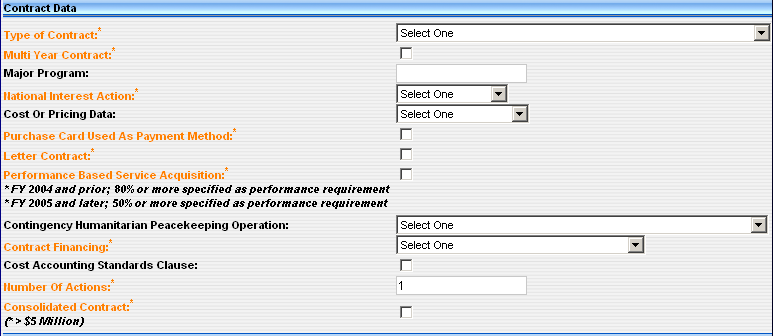 Contract Data
Type of Contract:* Select One
Multi Year Contract:*
Major Program:
National Interest Action:* Select One
Cost Or Pricing Data: Select One
Purchase Card Used As Payment Method:*
Letter Contract:*
Performance Based Service Acquisition:*
* FY 2004 and prior; 80% or more specified as performance requirement
* FY 2005 and later; 50% or more specified as performance requirement
Contingency Humanitarian Peacekeeping Operation: Select One
Contract Financing:* Select One
Cost Accounting Standards Clause:
Number Of Actions:* 1
Consolidated Contract:*
(* > $5 Million)